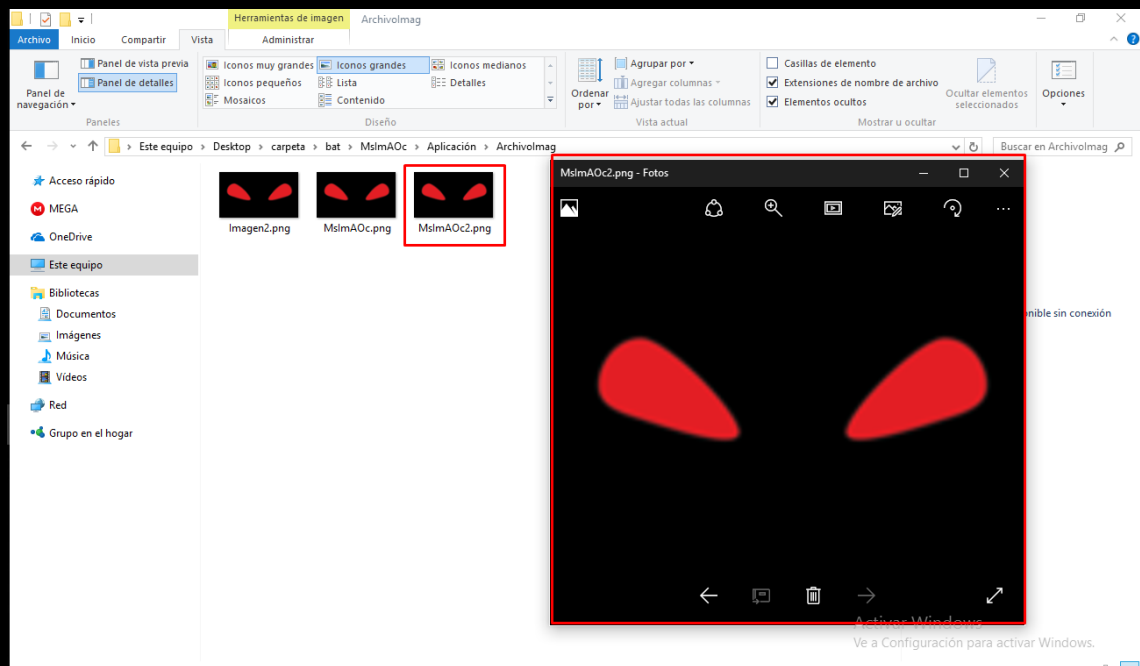 Herramientas de imagen
ArchivoImag
Archivo
Inicio
Compartir
Vista
Administrar
Panel de navegación
Panel de vista previa
Panel de detalles
Paneles
Iconos muy grandes
Iconos grandes
Iconos medianos
Iconos pequeños
Lista
Detalles
Mosaicos
Contenido
Diseño
Ordenar por
Agrupar por
Agregar columnas
Ajustar todas las columnas
Vista actual
Casillas de elemento
Extensiones de nombre de archivo
Elementos ocultos
Ocultar elementos seleccionados
Mostrar u ocultar
Opciones
Este equipo > Desktop > carpeta > bat > MsImAOc > Aplicación > ArchivoImag
Buscar en ArchivoImag
Acceso rápido
MEGA
OneDrive
Este equipo
Bibliotecas
Documentos
Imágenes
Música
Vídeos
Red
Grupo en el hogar
Imagen2.png
MsImAOc.png
MsImAOc2.png
MsImAOc2.png - Fotos
onible sin conexión
Activar Windows
Ve a Configuración para activar Windows.